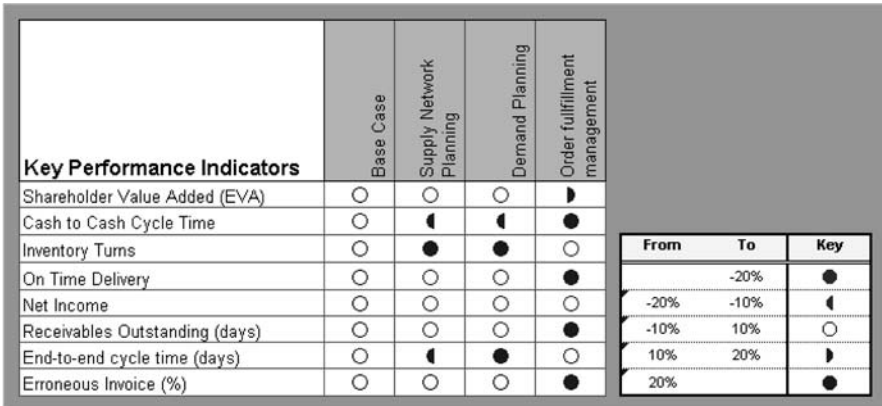 Key Performance Indicators
Base Case
Supply Network
Planning
Demand Planning
Order fullfillment
management
Shareholder Value Added (EVA)
Cash to Cash Cycle Time
Inventory Turns
On Time Delivery
Net Income
Receivables Outstanding (days)
End-to-end cycle time (days)
Erroneous Invoice (%)
From To Key
-20%
-20% -10%
-10% 10%
10% 20%
20%